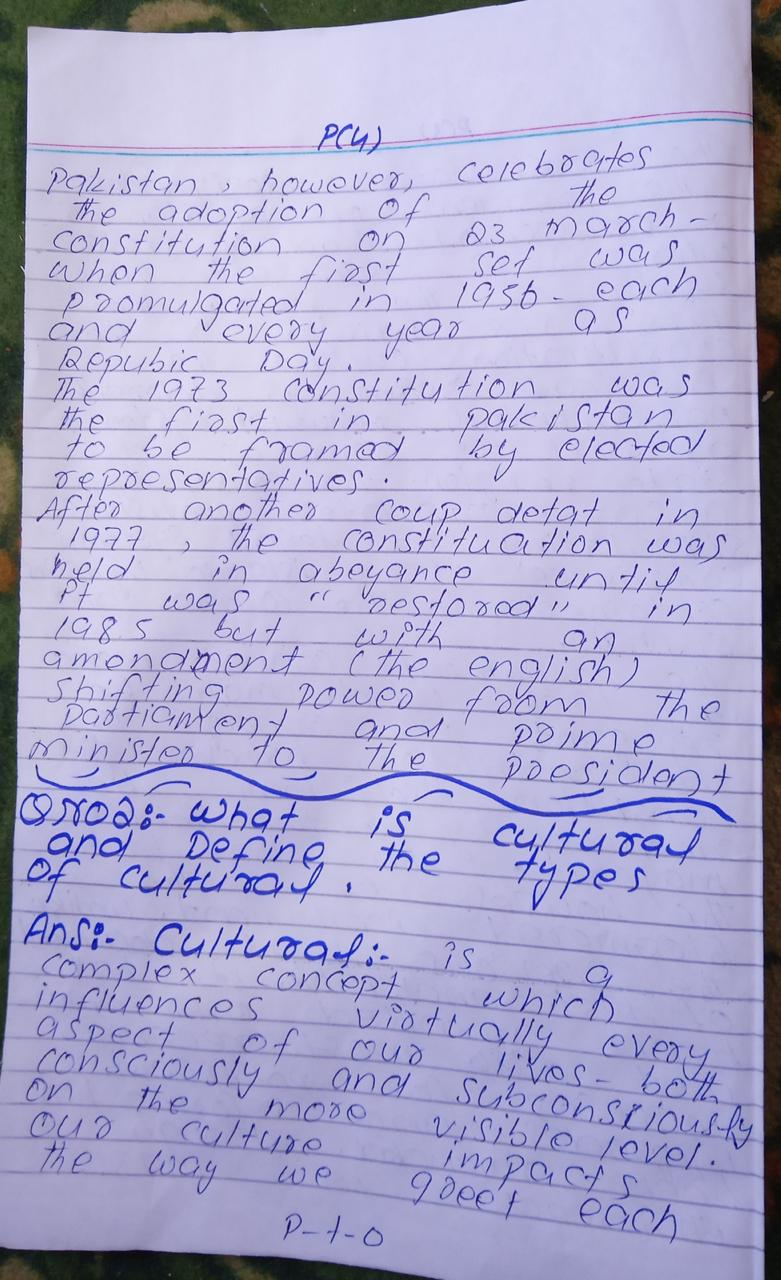 P(4)
Pakistan, however, celebrates
the adoption of the
constitution on 23 march-
when the first set was
promulgated in 1956- each
and every year as
Repubic Day.
The 1973 constitution was
the first in pakistan
to be framed by elected
representatives.
After another coup detat in
1977, the constituation was
held in abeyance until
it was "restored" in
1985 but with an
amendment (the english)
shifting power from the
partiament and prime
minister to the president
Qno2:- what is cultural
and Define the types
of cultural.
Ans:- Cultural:- is a
complex concept which
influences virtually every
aspect of our lives- both
consciously and subconsciously
on the more visible level.
our culture impacts
the way we greet each
P-t-o